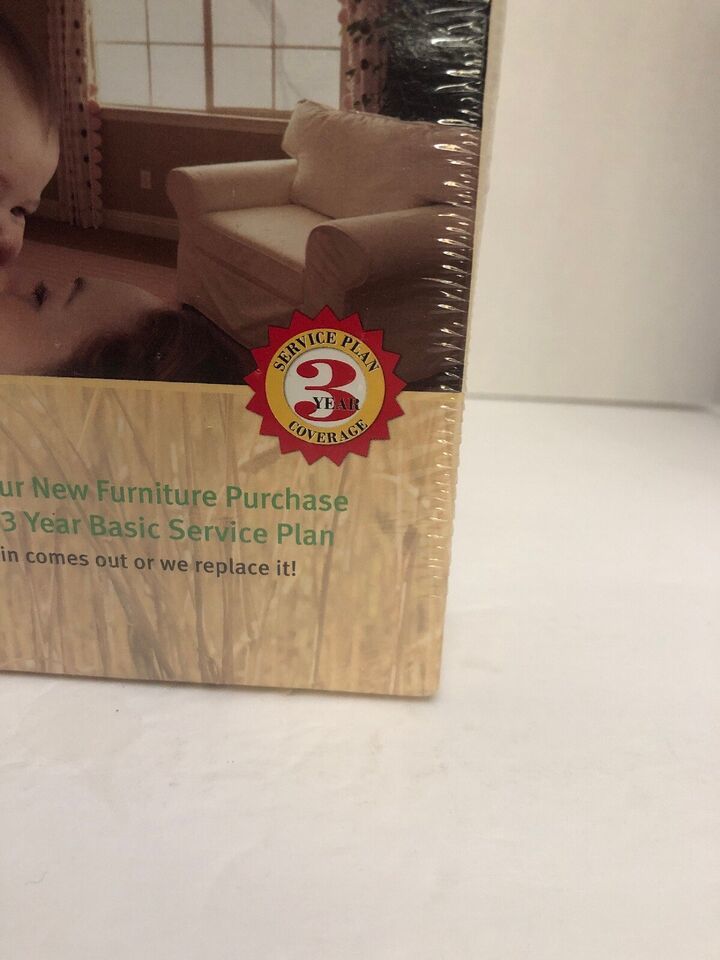 SERVICE PLAN
3
YEAR
COVERAGE
ur New Furniture Purchase
3 Year Basic Service Plan
in comes out or we replace it!